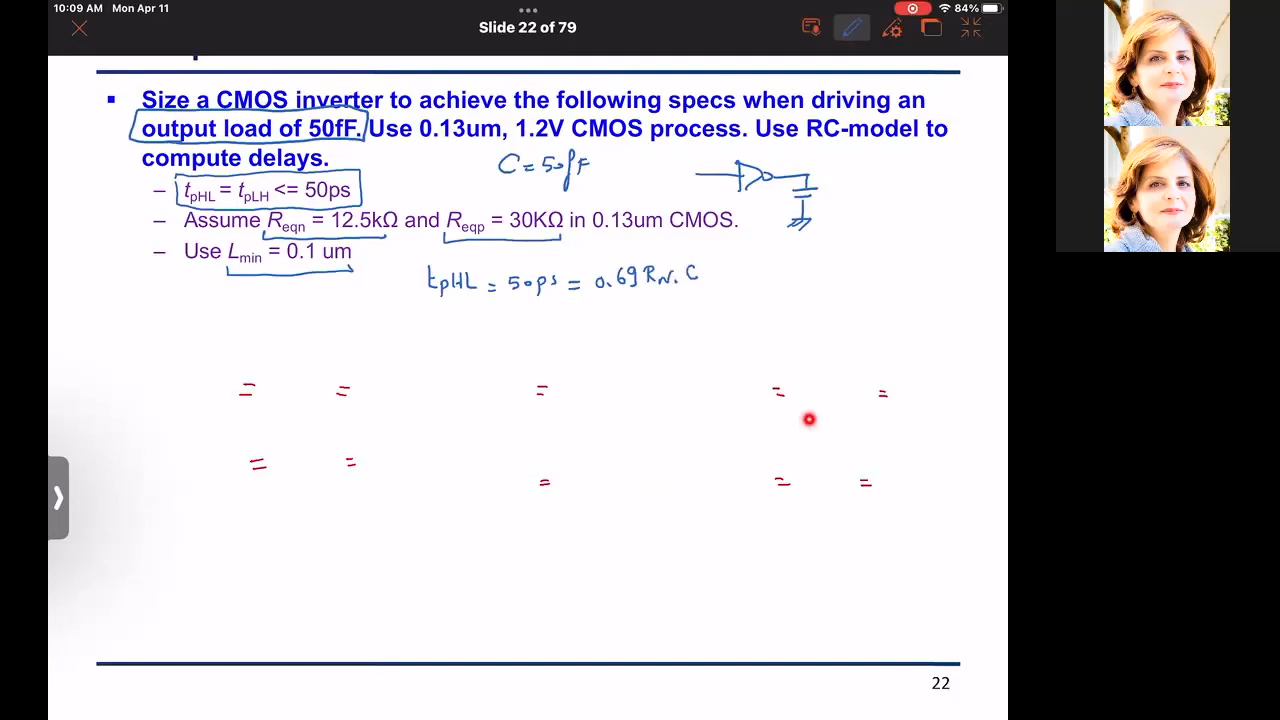 10:09 AM Mon Apr 11
84%
Slide 22 of 79
▪ Size a CMOS inverter to achieve the following specs when driving an
output load of 50fF. Use 0.13um, 1.2V CMOS process. Use RC-model to
compute delays.
C = 50fF
– tpHL = tpLH <= 50ps
– Assume Reqn = 12.5kΩ and Reqp = 30KΩ in 0.13um CMOS.
– Use Lmin = 0.1 um
tpHL = 50ps = 0.69 RN. C
= = = = =
= = = = =
22